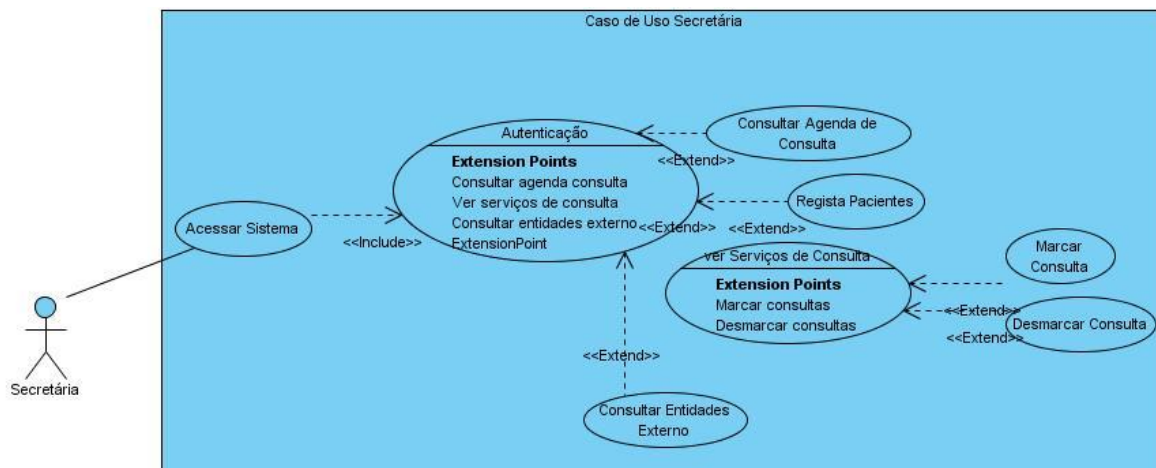 Caso de Uso Secretária
Autenticação
Extension Points
Consultar agenda consulta
Ver serviços de consulta
Consultar entidades externo
ExtensionPoint
Consultar Agenda de
Consulta
<<Extend>>
Regista Pacientes
<<Extend>>
<<Extend>>
Acessar Sistema
<<Include>>
ver Serviços de Consulta
Extension Points
Marcar consultas
Desmarcar consultas
Marcar
Consulta
<<Extend>>
<<Extend>>
Desmarcar Consulta
<<Extend>>
Consultar Entidades
Externo
Secretária